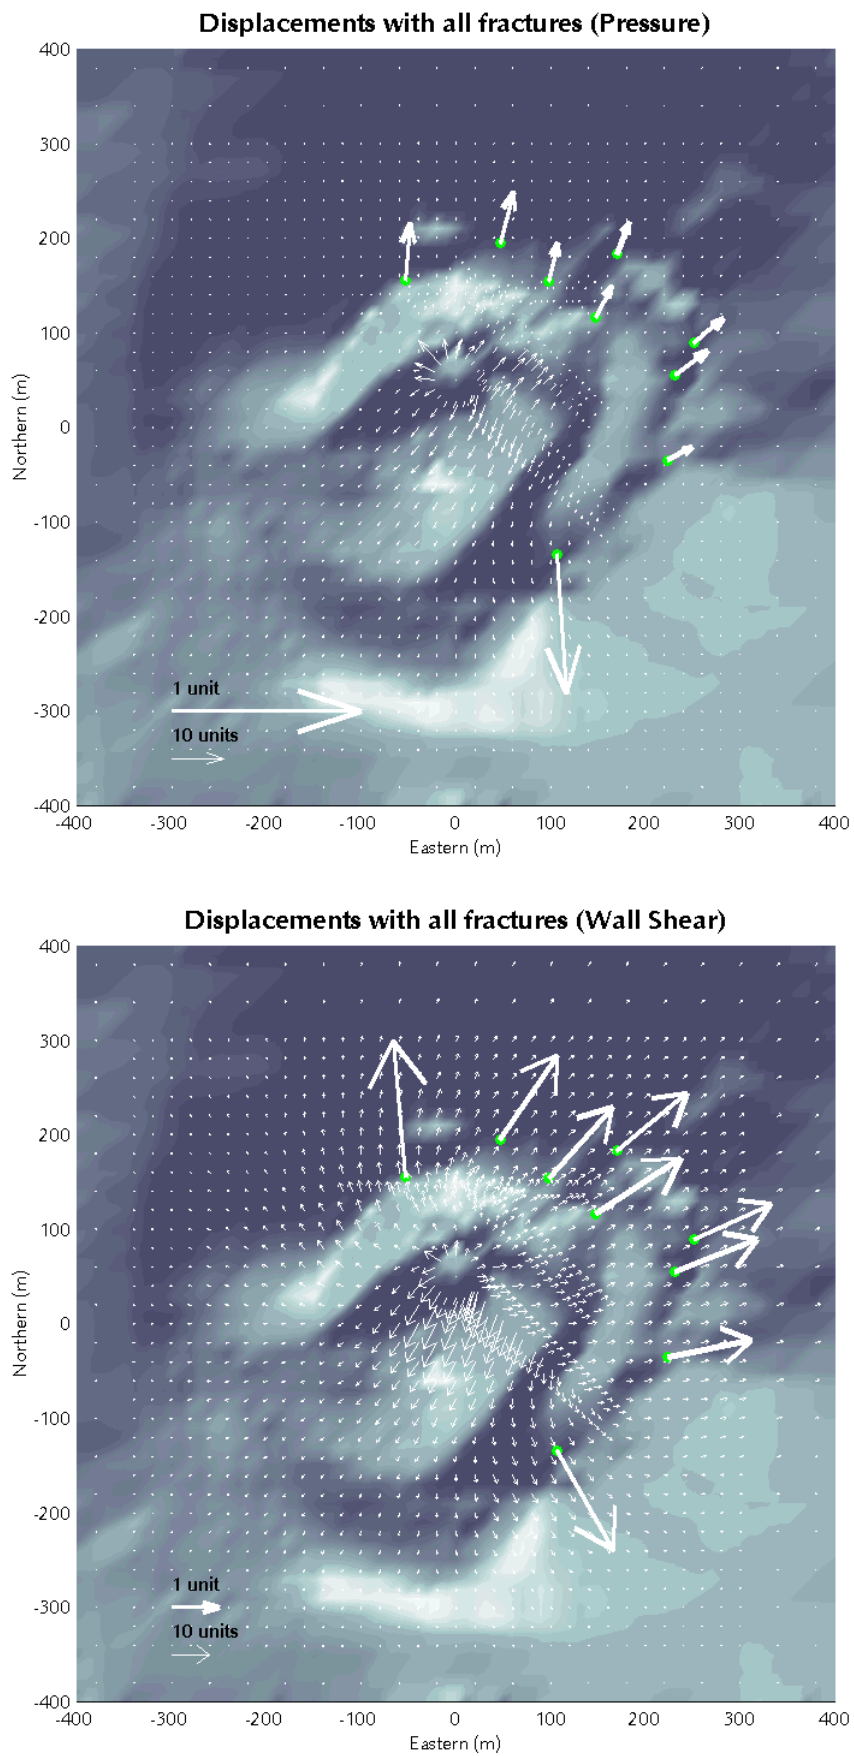 Displacements with all fractures (Pressure)
400
300
200
100
0
-100
-200
-300
-400
Northern (m)
1 unit
10 units
-400 -300 -200 -100 0 100 200 300 400
Eastern (m)
Displacements with all fractures (Wall Shear)
400
300
200
100
0
-100
-200
-300
-400
Northern (m)
1 unit
10 units
-400 -300 -200 -100 0 100 200 300 400
Eastern (m)